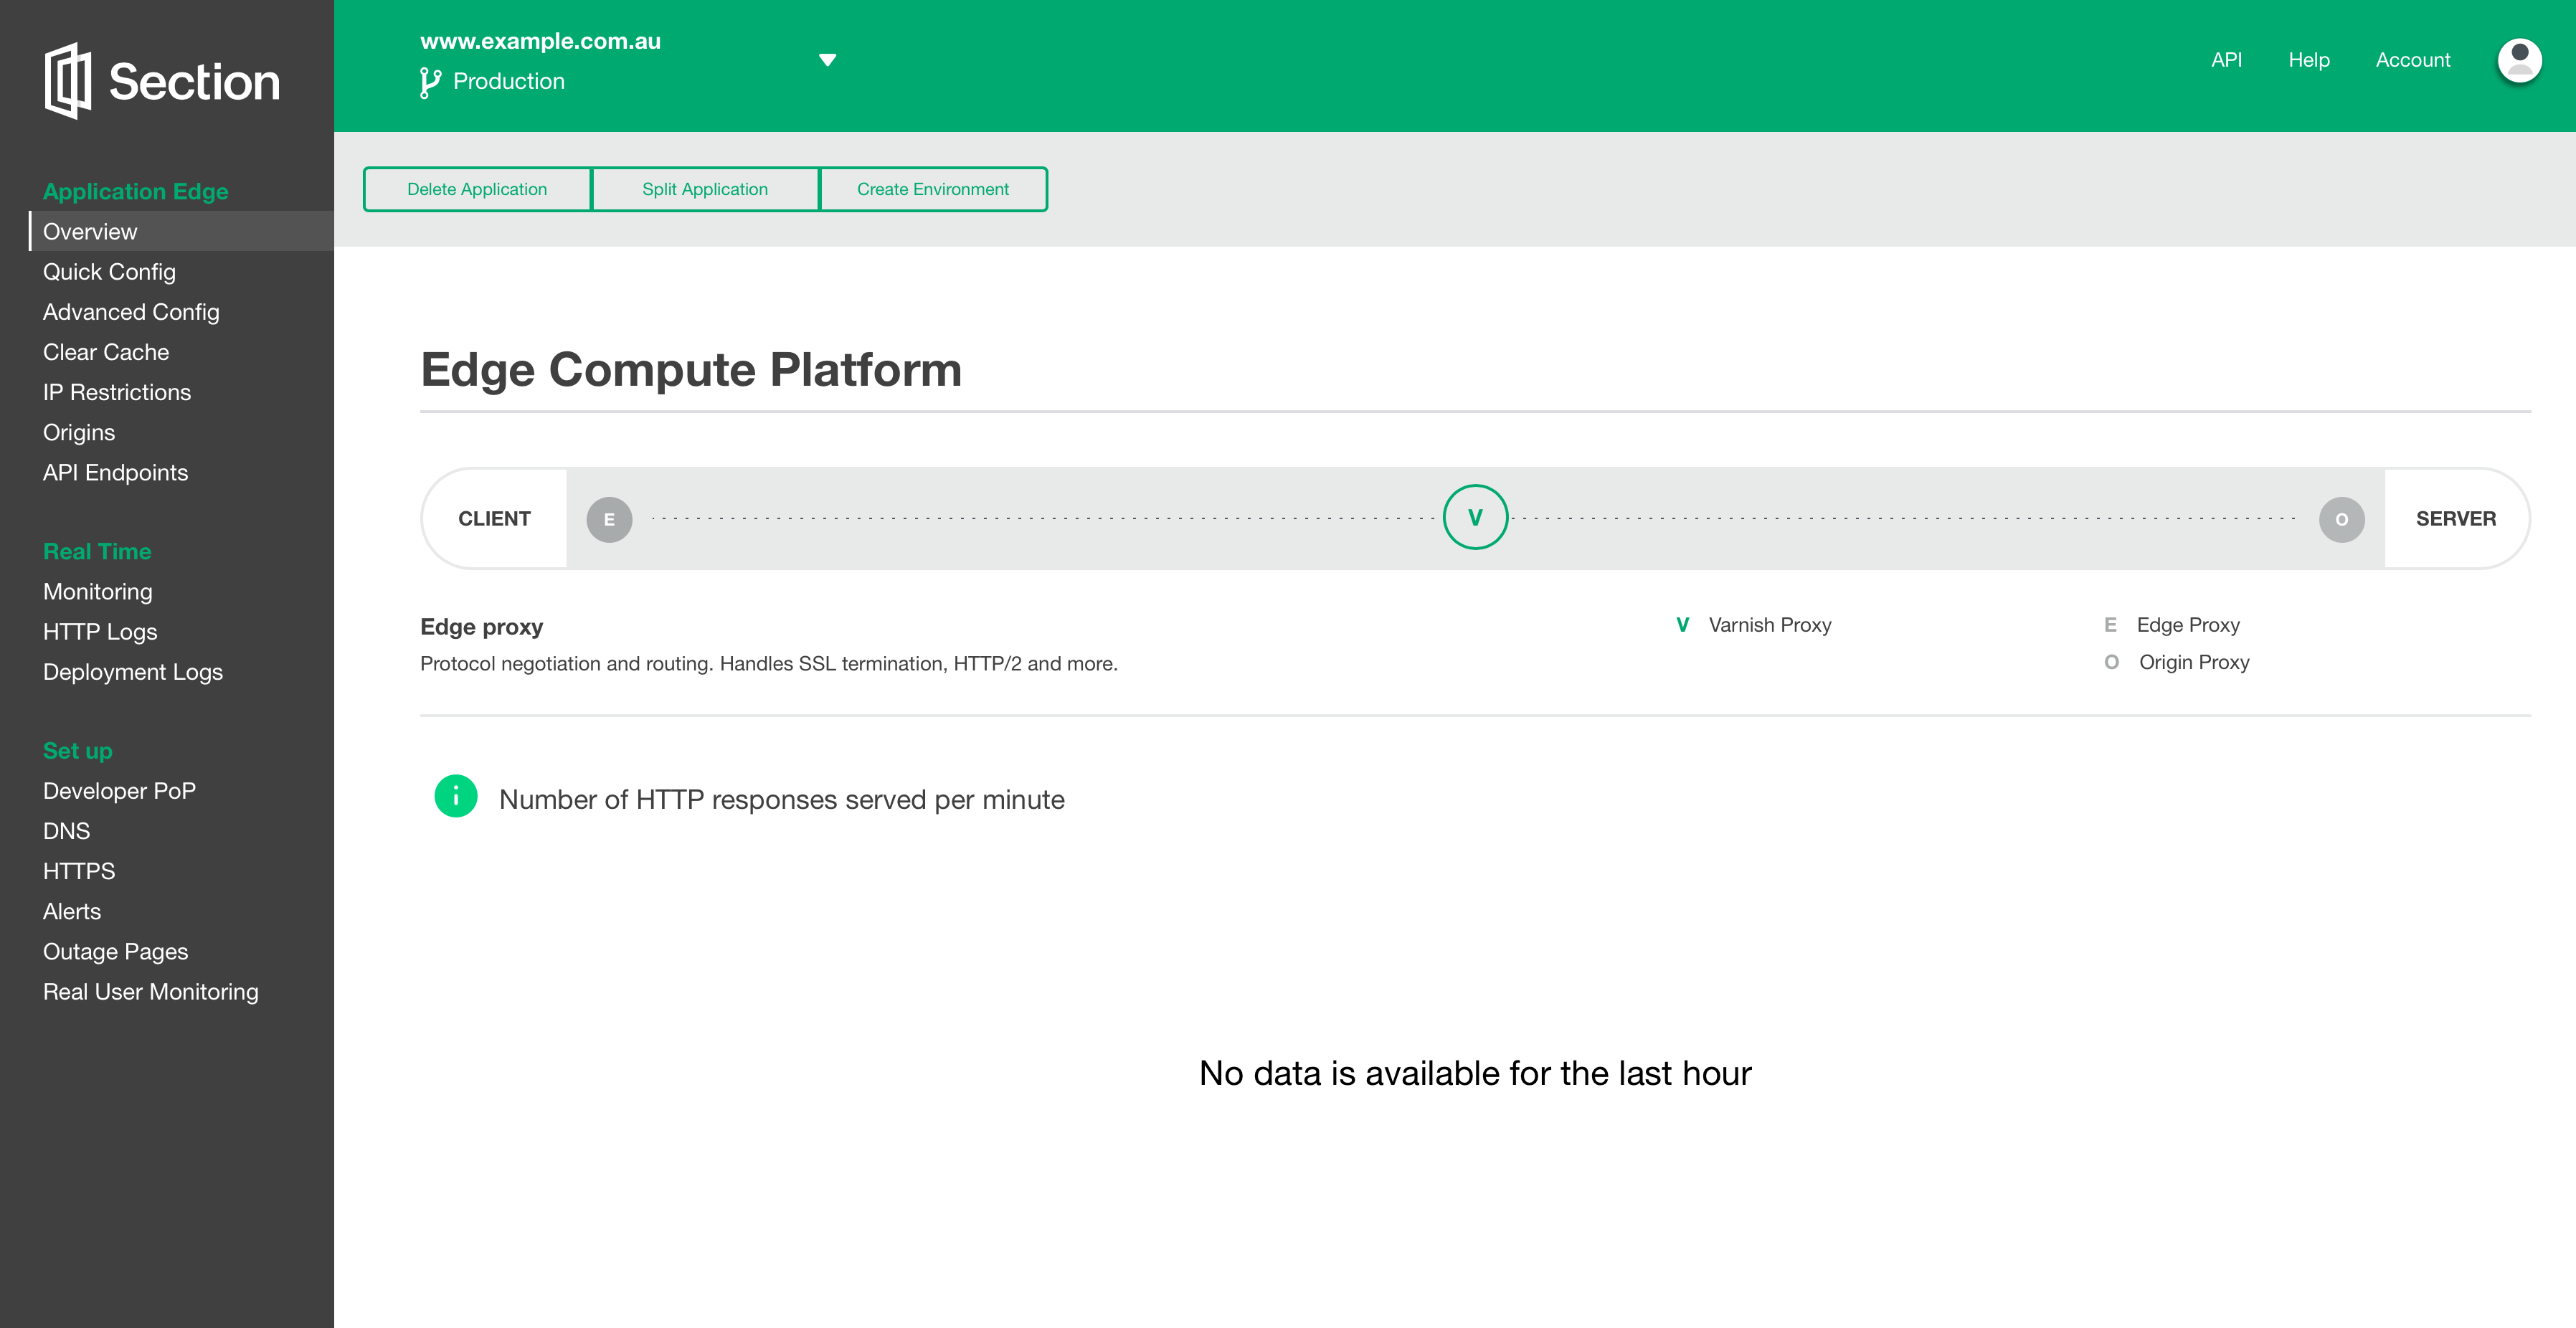 Section
Application Edge
Overview
Quick Config
Advanced Config
Clear Cache
IP Restrictions
Origins
API Endpoints
Real Time
Monitoring
HTTP Logs
Deployment Logs
Set up
Developer PoP
DNS
HTTPS
Alerts
Outage Pages
Real User Monitoring
www.example.com.au
Production
API Help Account
Delete Application Split Application Create Environment
Edge Compute Platform
CLIENT E V O SERVER
Edge proxy
Protocol negotiation and routing. Handles SSL termination, HTTP/2 and more.
V Varnish Proxy
E Edge Proxy
O Origin Proxy
i Number of HTTP responses served per minute
No data is available for the last hour